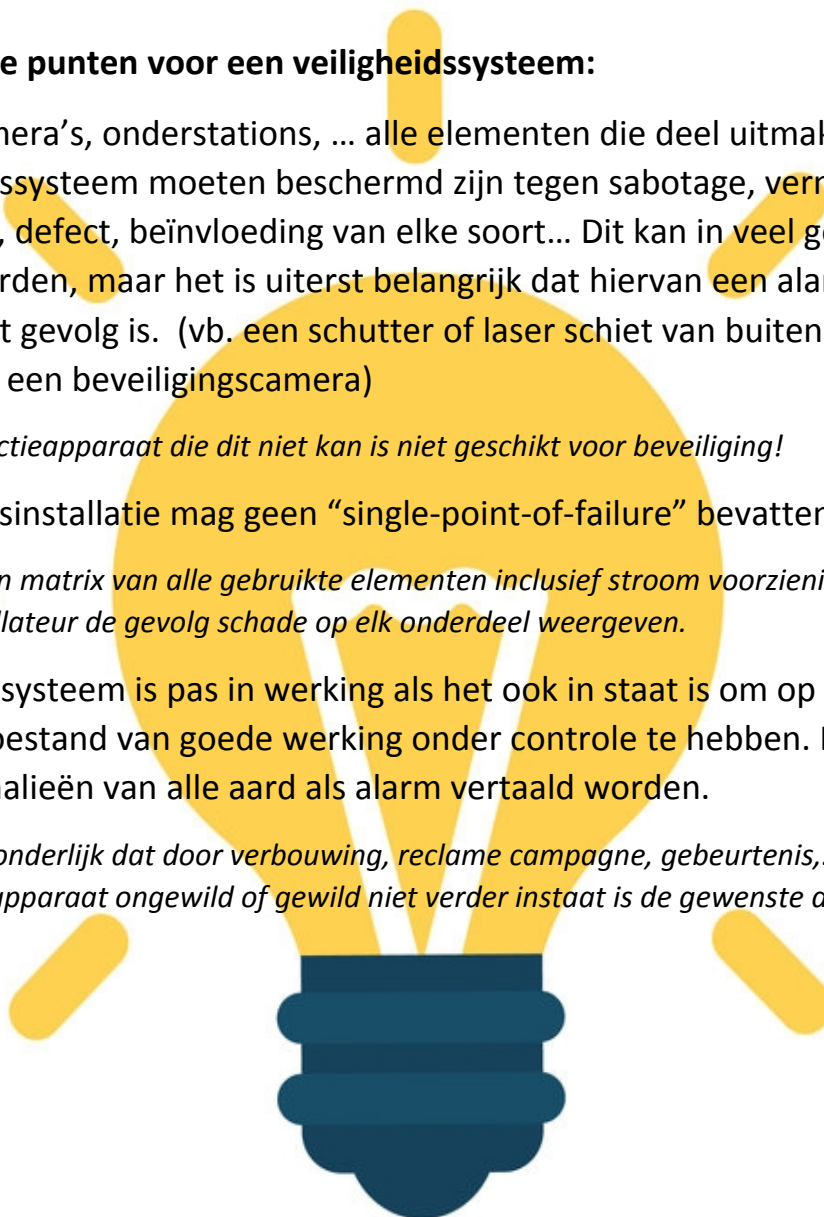 e punten voor een veiligheidssysteem:
nera’s, onderstations, … alle elementen die deel uitmak
ssysteem moeten beschermd zijn tegen sabotage, vern
, defect, beïnvloeding van elke soort… Dit kan in veel ge
rden, maar het is uiterst belangrijk dat hiervan een alar
t gevolg is.  (vb. een schutter of laser schiet van buiten
een beveiligingscamera)
ctieapparaat die dit niet kan is niet geschikt voor beveiliging!
sinstallatie mag geen “single-point-of-failure” bevatten
n matrix van alle gebruikte elementen inclusief stroom voorzieni
llateur de gevolg schade op elk onderdeel weergeven.
systeem is pas in werking als het ook in staat is om op
oestand van goede werking onder controle te hebben.
nalieën van alle aard als alarm vertaald worden.
onderlijk dat door verbouwing, reclame campagne, gebeurtenis,
apparaat ongewild of gewild niet verder instaat is de gewenste